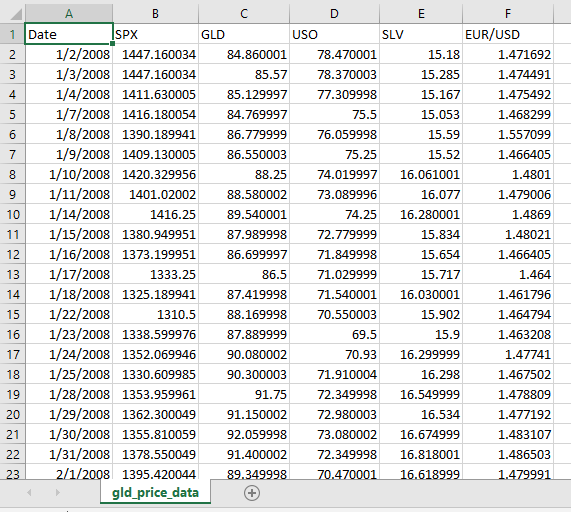 A B C D E F
1 Date SPX GLD USO SLV EUR/USD
2 1/2/2008 1447.160034 84.860001 78.470001 15.18 1.471692
3 1/3/2008 1447.160034 85.57 78.370003 15.285 1.474491
4 1/4/2008 1411.630005 85.129997 77.309998 15.167 1.475492
5 1/7/2008 1416.180054 84.769997 75.5 15.053 1.468299
6 1/8/2008 1390.189941 86.779999 76.059998 15.59 1.557099
7 1/9/2008 1409.130005 86.550003 75.25 15.52 1.466405
8 1/10/2008 1420.329956 88.25 74.019997 16.061001 1.4801
9 1/11/2008 1401.02002 88.580002 73.089996 16.077 1.479006
10 1/14/2008 1416.25 89.540001 74.25 16.280001 1.4869
11 1/15/2008 1380.949951 87.989998 72.779999 15.834 1.48021
12 1/16/2008 1373.199951 86.699997 71.849998 15.654 1.466405
13 1/17/2008 1333.25 86.5 71.029999 15.717 1.464
14 1/18/2008 1325.189941 87.419998 71.540001 16.030001 1.461796
15 1/22/2008 1310.5 88.169998 70.550003 15.902 1.464794
16 1/23/2008 1338.599976 87.889999 69.5 15.9 1.463208
17 1/24/2008 1352.069946 90.080002 70.93 16.299999 1.47741
18 1/25/2008 1330.609985 90.300003 71.910004 16.298 1.467502
19 1/28/2008 1353.959961 91.75 72.349998 16.549999 1.478809
20 1/29/2008 1362.300049 91.150002 72.980003 16.534 1.477192
21 1/30/2008 1355.810059 92.059998 73.080002 16.674999 1.483107
22 1/31/2008 1378.550049 91.400002 72.349998 16.818001 1.486503
23 2/1/2008 1395.420044 89.349998 70.470001 16.618999 1.479991
gld_price_data